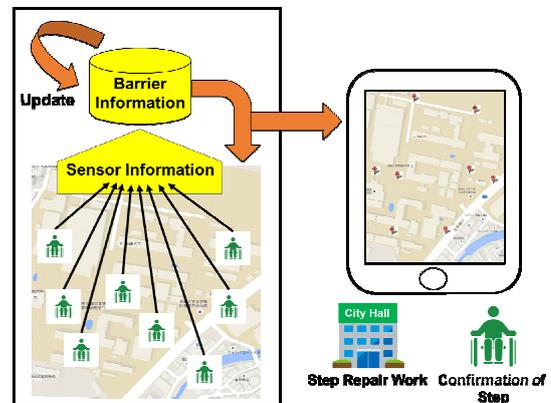 Barrier
Information
Update
Sensor Information
City Hall
Step Repair Work
Confirmation of
Step